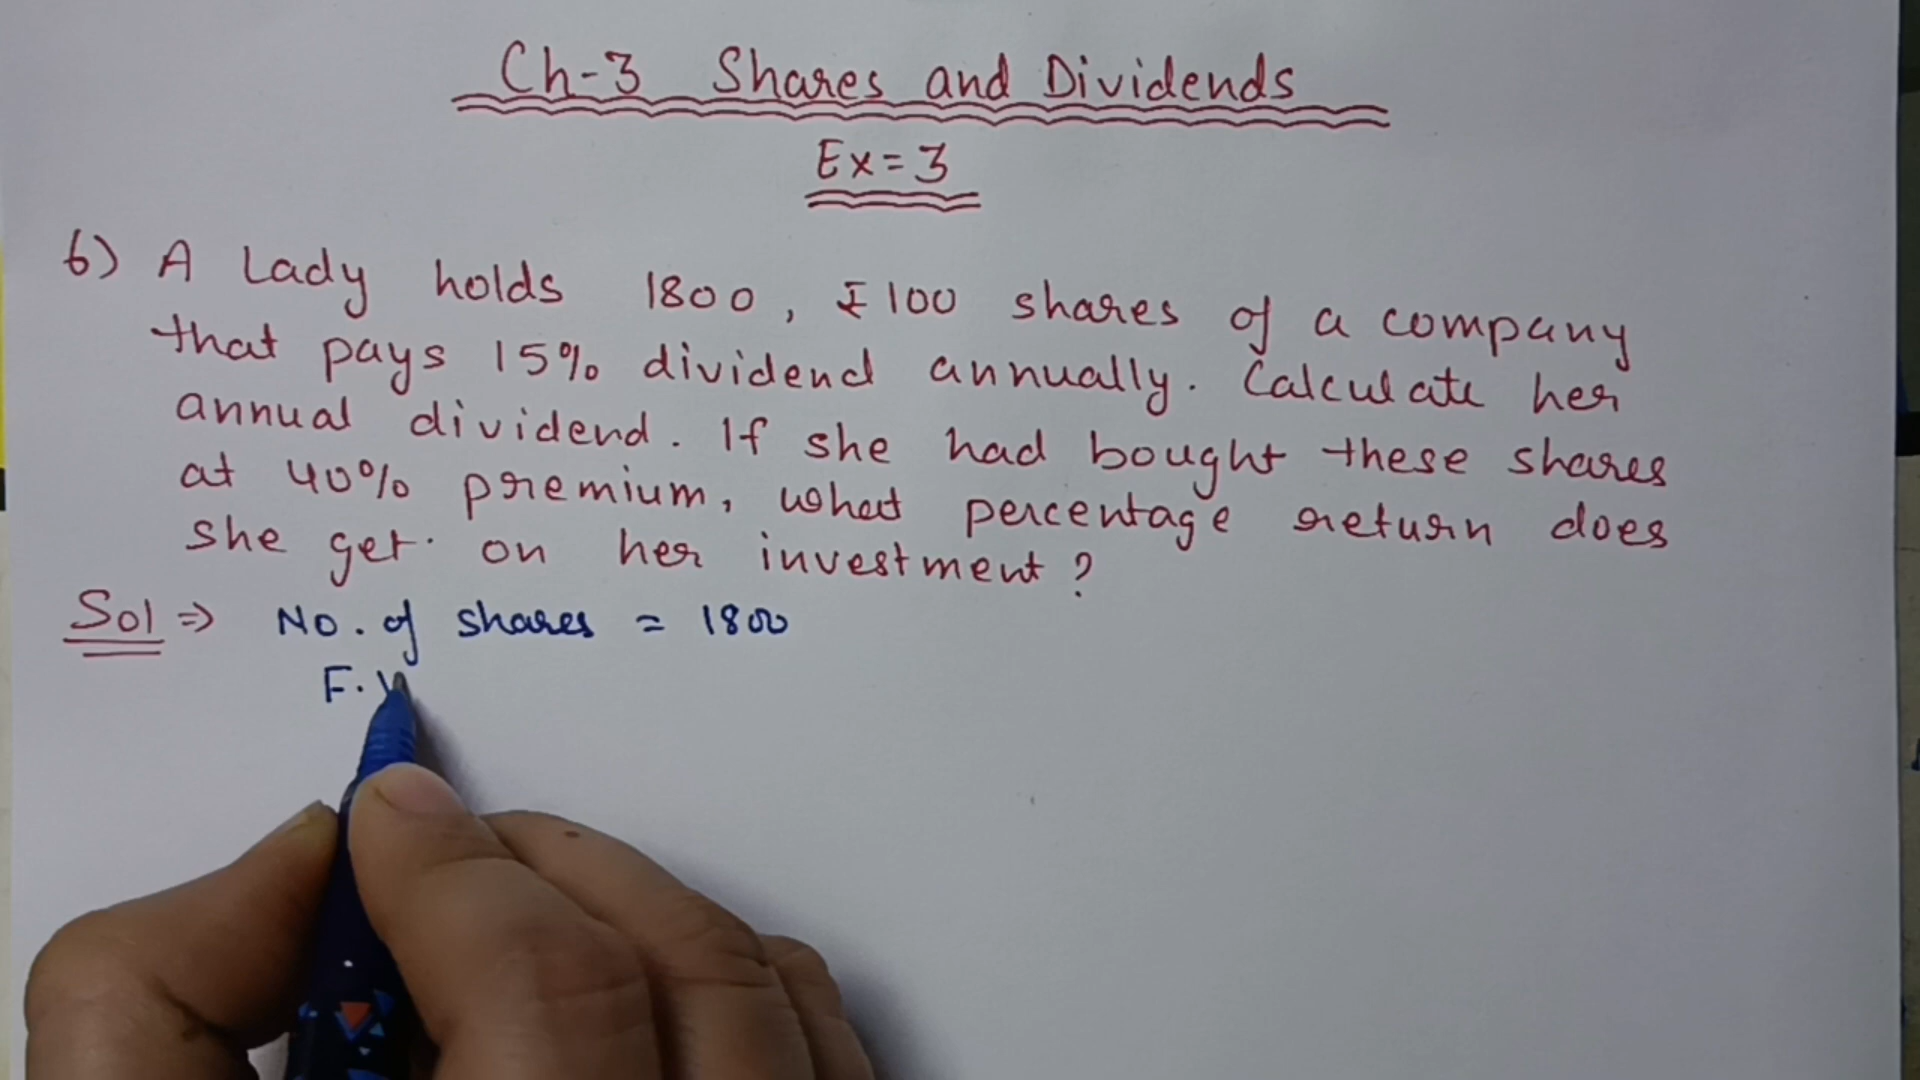 Ch-3 Shares and Dividends
Ex=3
6) A Lady holds 1800, ₹100 shares of a company
that pays 15% dividend annually. Calculate her
annual dividend. If she had bought these shares
at 40% premium, what percentage return does
she get. on her investment?
Sol ⇒ No. of shares = 1800
F.V